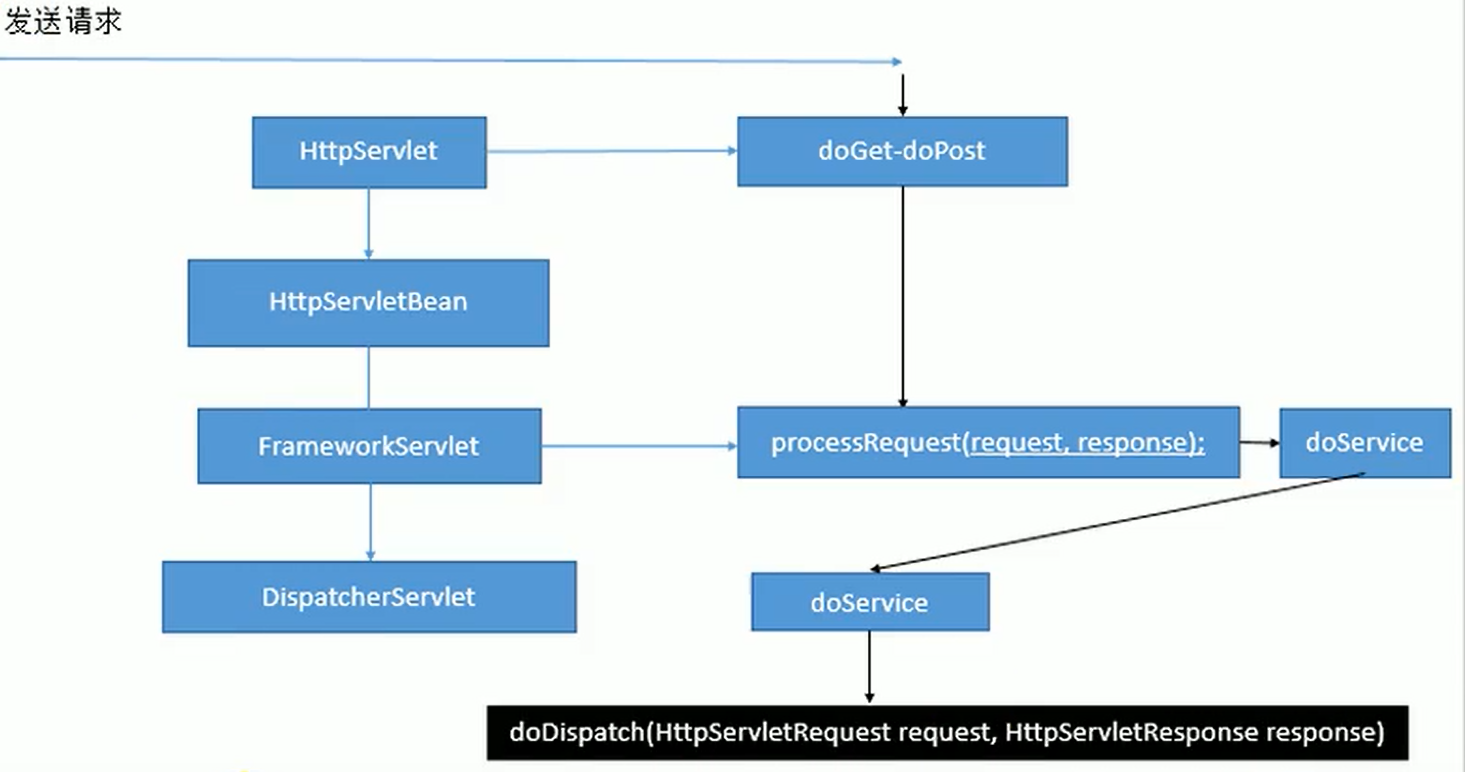 发送请求
HttpServlet
doGet-doPost
HttpServletBean
FrameworkServlet
processRequest(request, response);
doService
DispatcherServlet
doService
doDispatch(HttpServletRequest request, HttpServletResponse response)